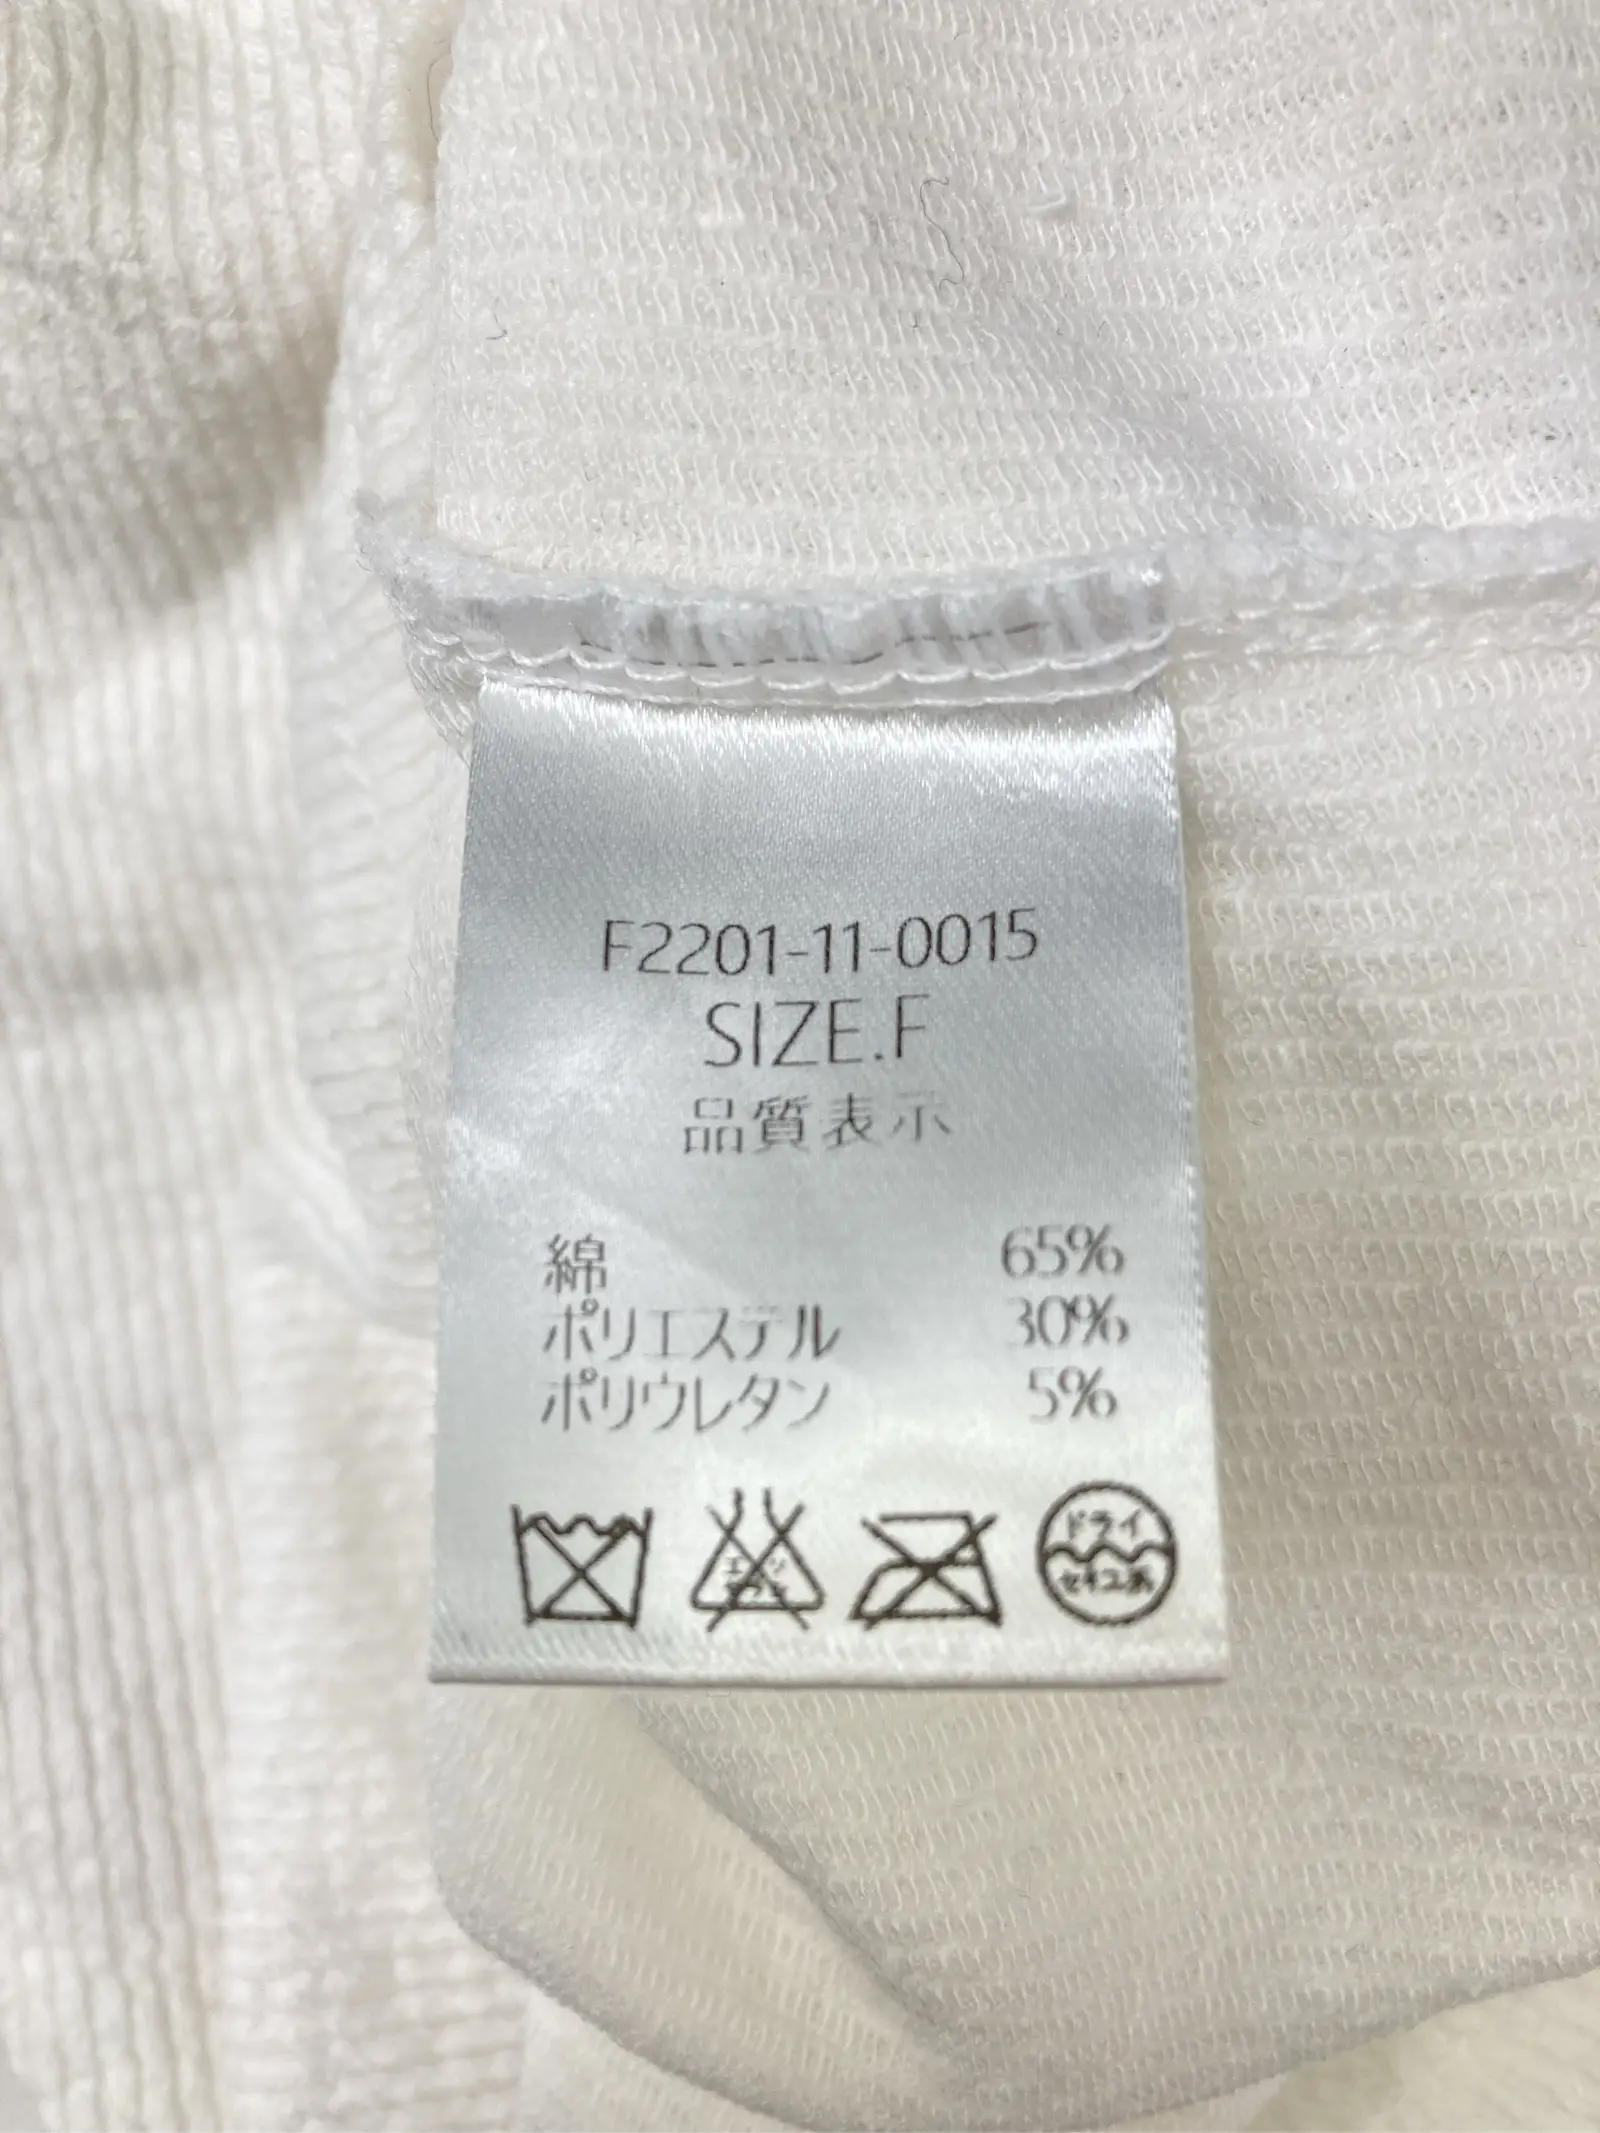 F2201-11-0015
SIZE.F
品質表示
綿 65%
ポリエステル 30%
ポリウレタン 5%
ドライ
セキユ系